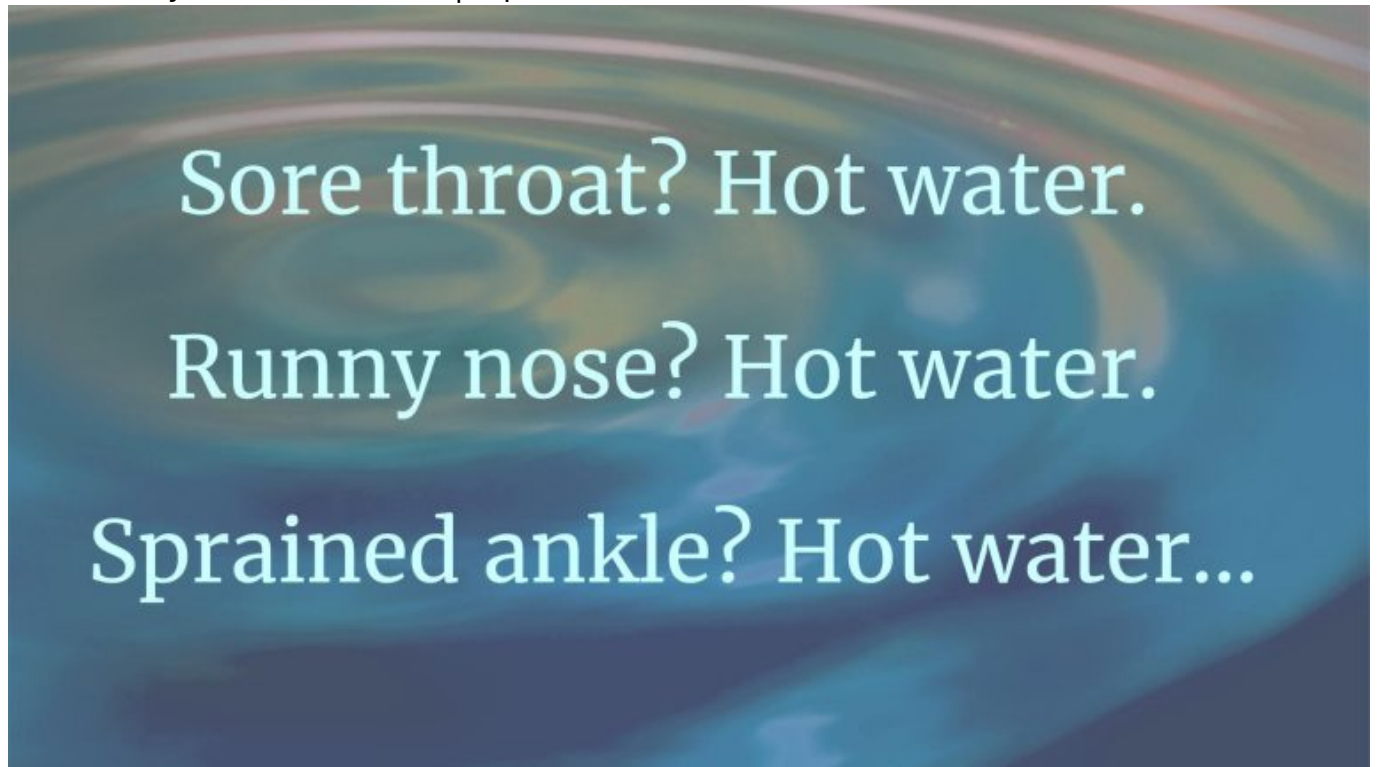 Sore throat? Hot water.
Runny nose? Hot water.
Sprained ankle? Hot water...